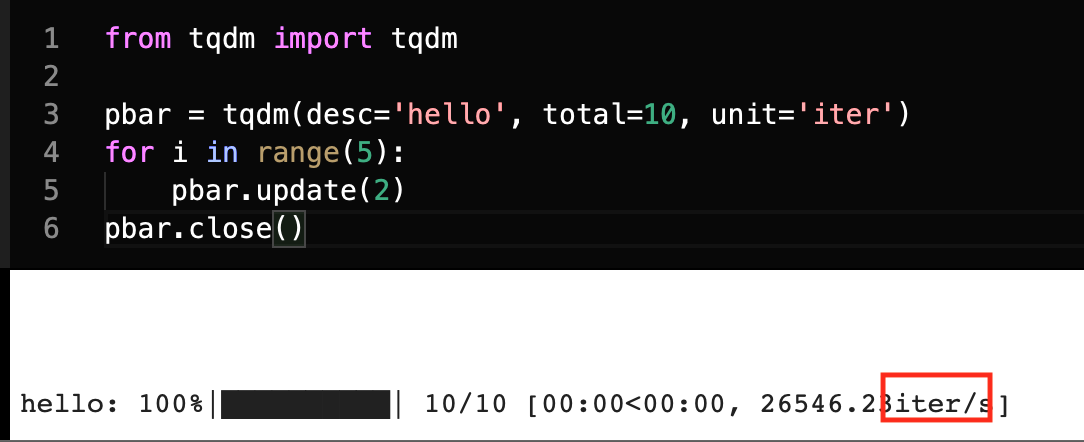 1 from tqdm import tqdm
2
3 pbar = tqdm(desc='hello', total=10, unit='iter')
4 for i in range(5):
5     pbar.update(2)
6 pbar.close()
hello: 100%|██████████| 10/10 [00:00<00:00, 26546.23iter/s]